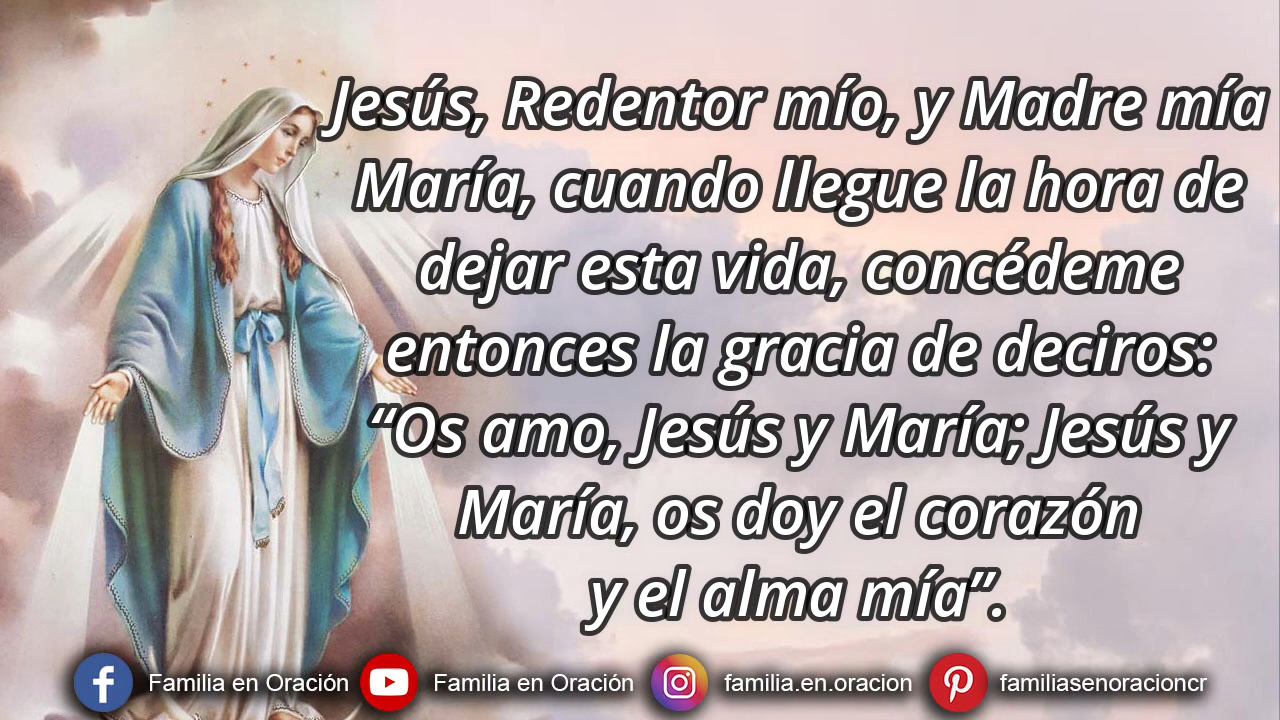 Jesús, Redentor mío, y Madre mía
María, cuando llegue la hora de
dejar esta vida, concédeme
entonces la gracia de deciros:
“Os amo, Jesús y María; Jesús y
María, os doy el corazón
y el alma mía”.
Familia en Oración Familia en Oración familia.en.oracion familiasenoracioncr